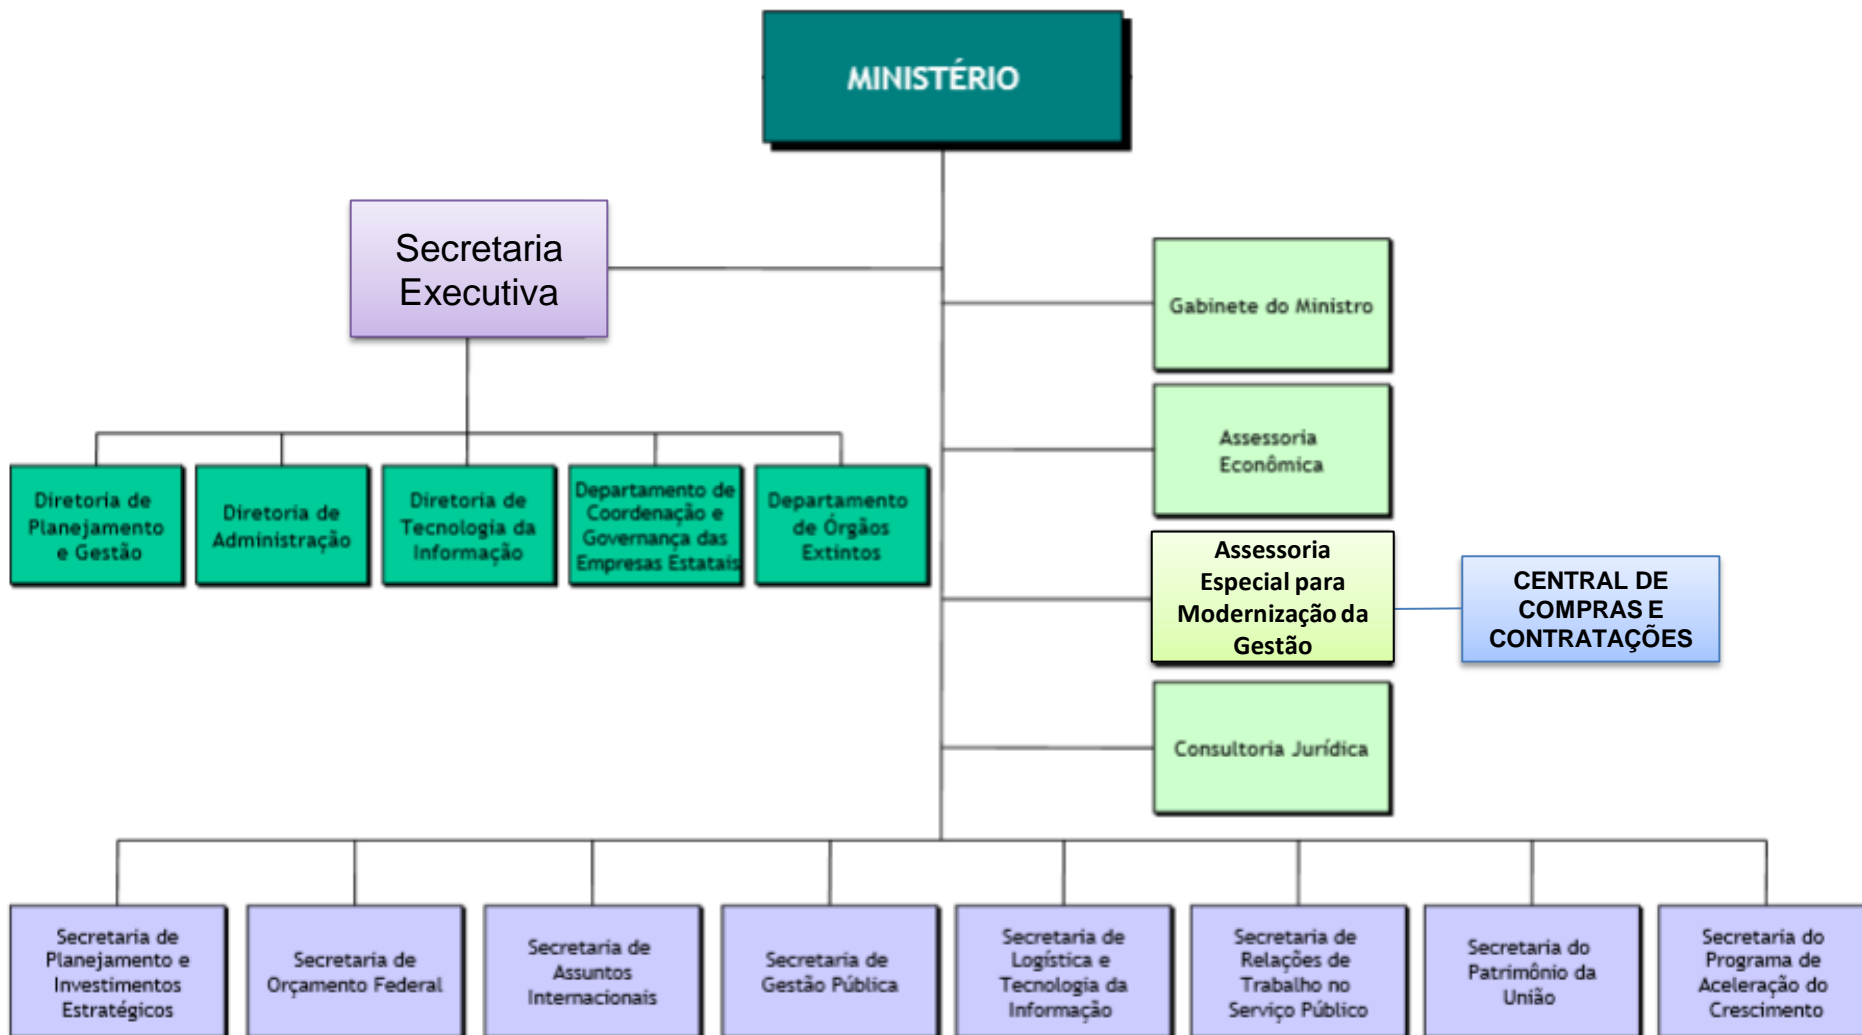 MINISTÉRIO
Secretaria
Executiva
Gabinete do Ministro
Assessoria
Econômica
Assessoria
Especial para
Modernização da
Gestão
CENTRAL DE
COMPRAS E
CONTRATAÇÕES
Consultoria Jurídica
Diretoria de
Planejamento
e Gestão
Diretoria de
Administração
Diretoria de
Tecnologia da
Informação
Departamento de
Coordenação e
Governança das
Empresas Estatais
Departamento
de Órgãos
Extintos
Secretaria de
Planejamento e
Investimentos
Estratégicos
Secretaria de
Orçamento Federal
Secretaria de
Assuntos
Internacionais
Secretaria de
Gestão Pública
Secretaria de
Logística e
Tecnologia da
Informação
Secretaria de
Relações de
Trabalho no
Serviço Público
Secretaria do
Patrimônio da
União
Secretaria do
Programa de
Aceleração do
Crescimento